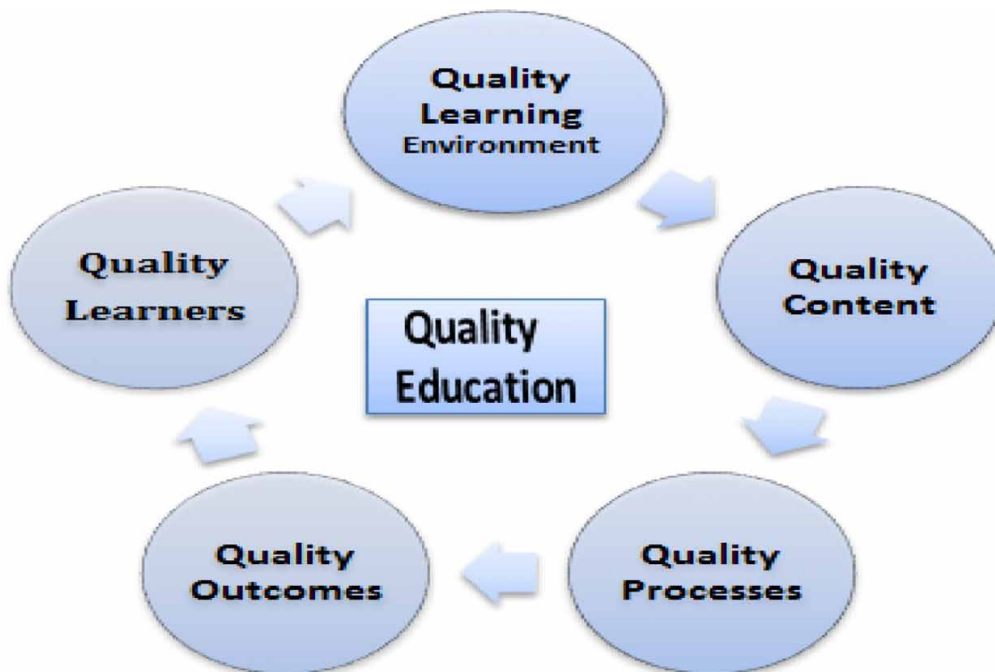 Quality
Learning
Environment
Quality
Learners
Quality
Content
Quality
Education
Quality
Outcomes
Quality
Processes